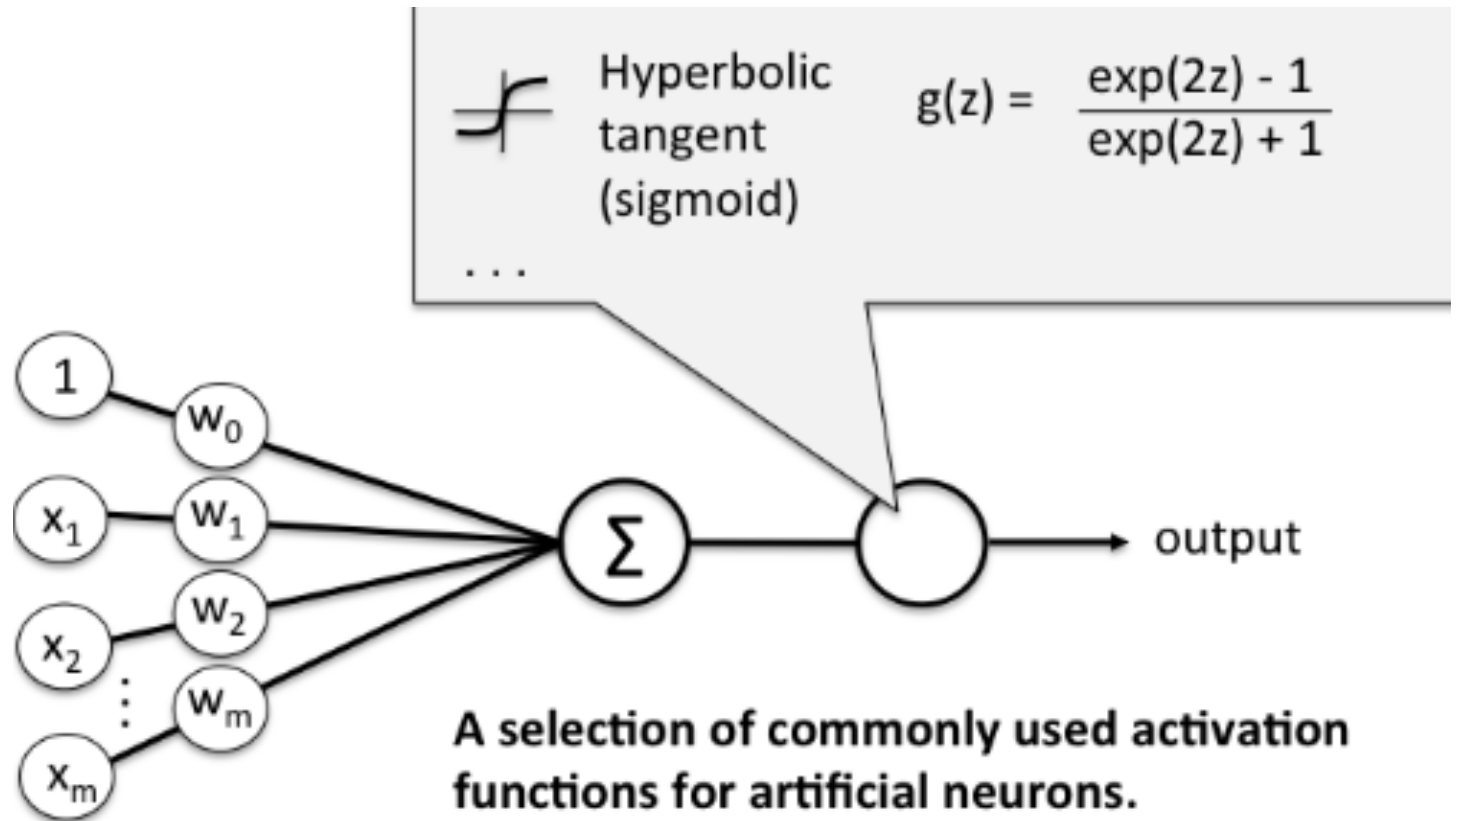 Hyperbolic
tangent
(sigmoid)
g(z) =
exp(2z) - 1
exp(2z) + 1
. . .
1
w0
x1
w1
x2
w2
⋮
xm
wm
∑
output
A selection of commonly used activation
functions for artificial neurons.